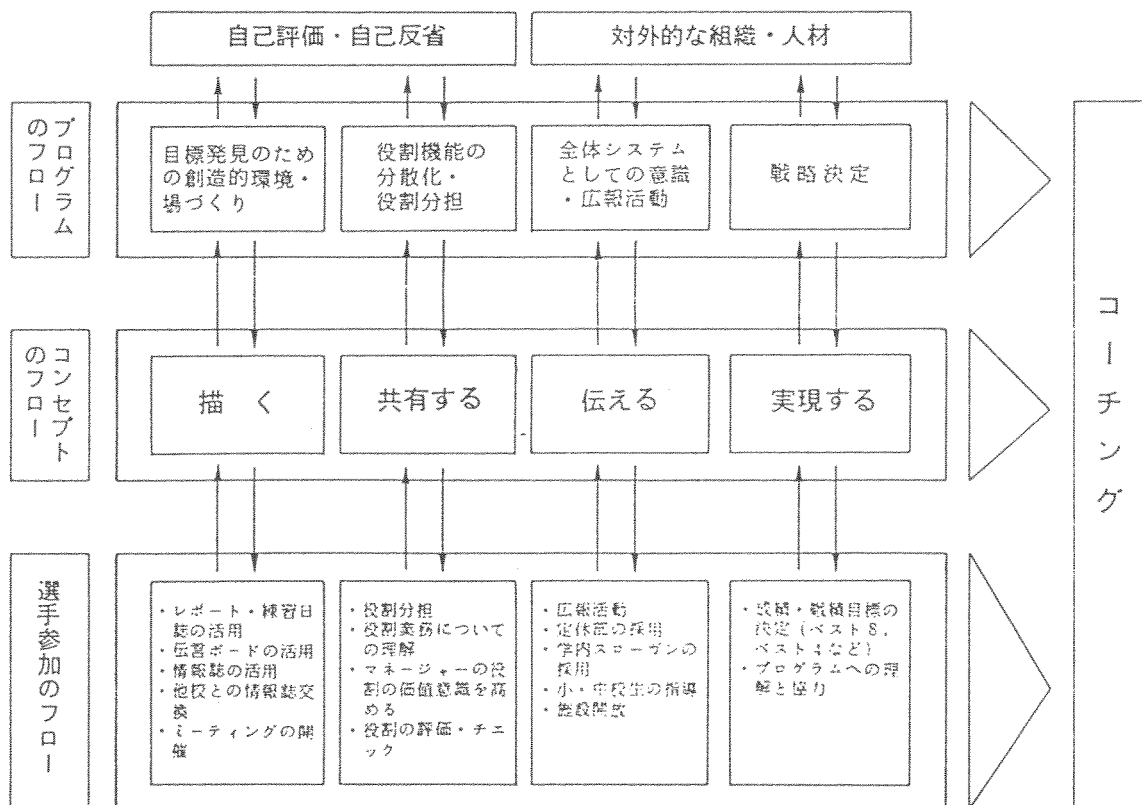 自己評価・自己反省
対外的な組織・人材
プログラム
のフロー
目標発見のため
の創造的環境・
場づくり
役割機能の
分散化・
役割分担
全体システム
としての意識
・広報活動
戦略決定
コンセプト
のフロー
描く
共有する
伝える
実現する
選手参加のフロー
・レポート・練習日
誌の活用
・伝言ボードの活用
・情報誌の活用
・他校との情報誌交
換
・ミーティングの開
催
・役割分担
・役割業務について
の理解
・マネージャーの役
割の価値意識を高
める
・役割の評価・チェ
ック
・広報活動
・定休日の採用
・学内スローガンの
採用
・小・中校生の指導
・施設開放
・成績・戦績目標の
決定(ベスト8,
ベスト4など)
・プログラムへの理
解と協力
コーチング